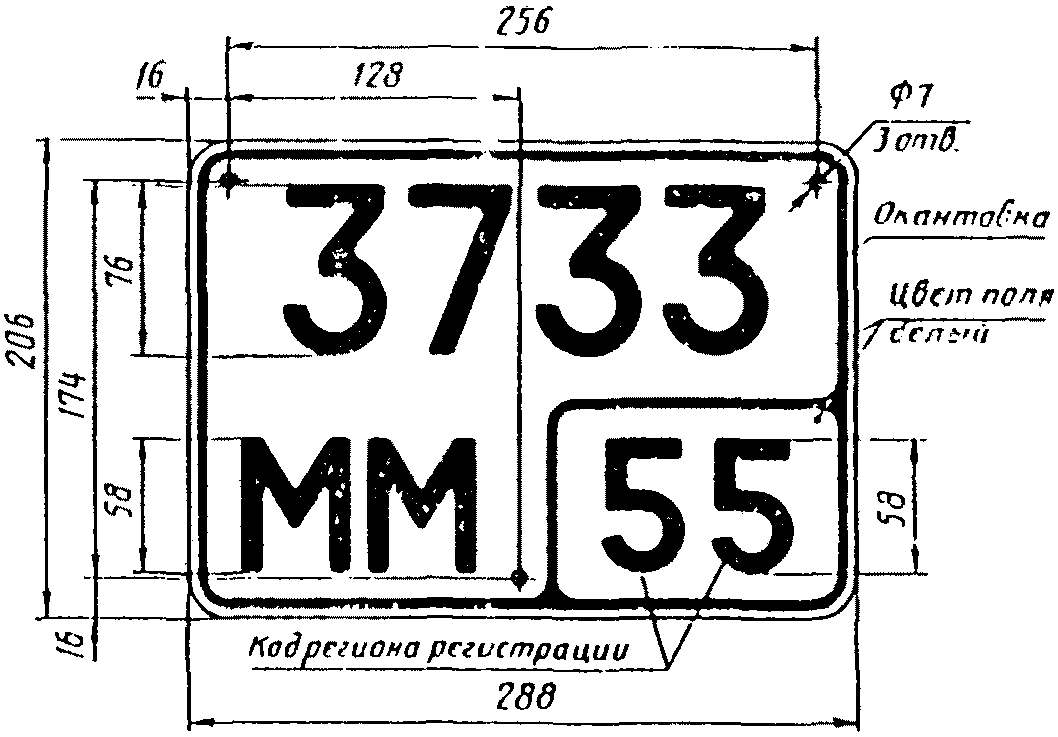 256
16 128
Ф7
3 отв.
3733
Окантовка
76
Цвет поля
белый
206
174
ММ 55
58
58
16
Код региона регистрации
288